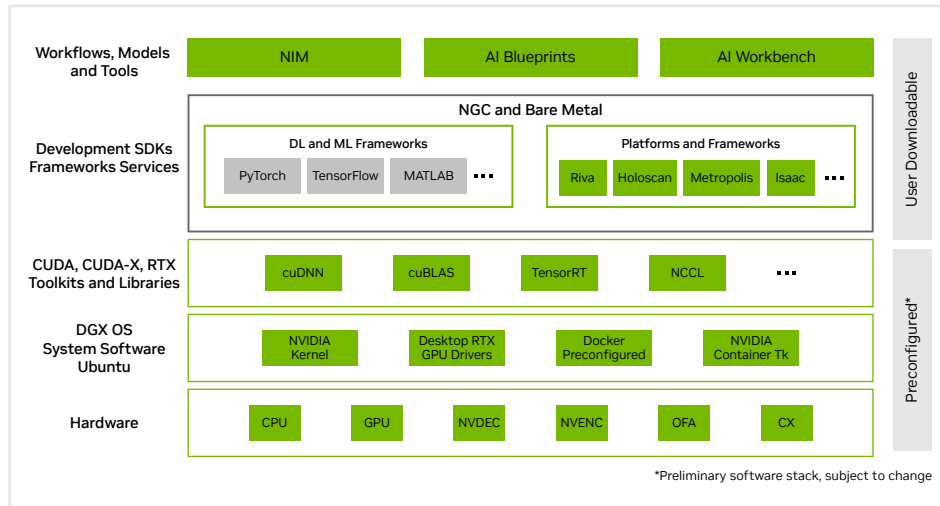 Workflows, Models
and Tools
NIM
AI Blueprints
AI Workbench
NGC and Bare Metal
Development SDKs
Frameworks Services
DL and ML Frameworks
PyTorch
TensorFlow
MATLAB
...
Platforms and Frameworks
Riva
Holoscan
Metropolis
Isaac
...
User Downloadable
CUDA, CUDA-X, RTX
Toolkits and Libraries
cuDNN
cuBLAS
TensorRT
NCCL
...
DGX OS
System Software
Ubuntu
NVIDIA
Kernel
Desktop RTX
GPU Drivers
Docker
Preconfigured
NVIDIA
Container Tk
Hardware
CPU
GPU
NVDEC
NVENC
OFA
CX
Preconfigured*
*Preliminary software stack, subject to change